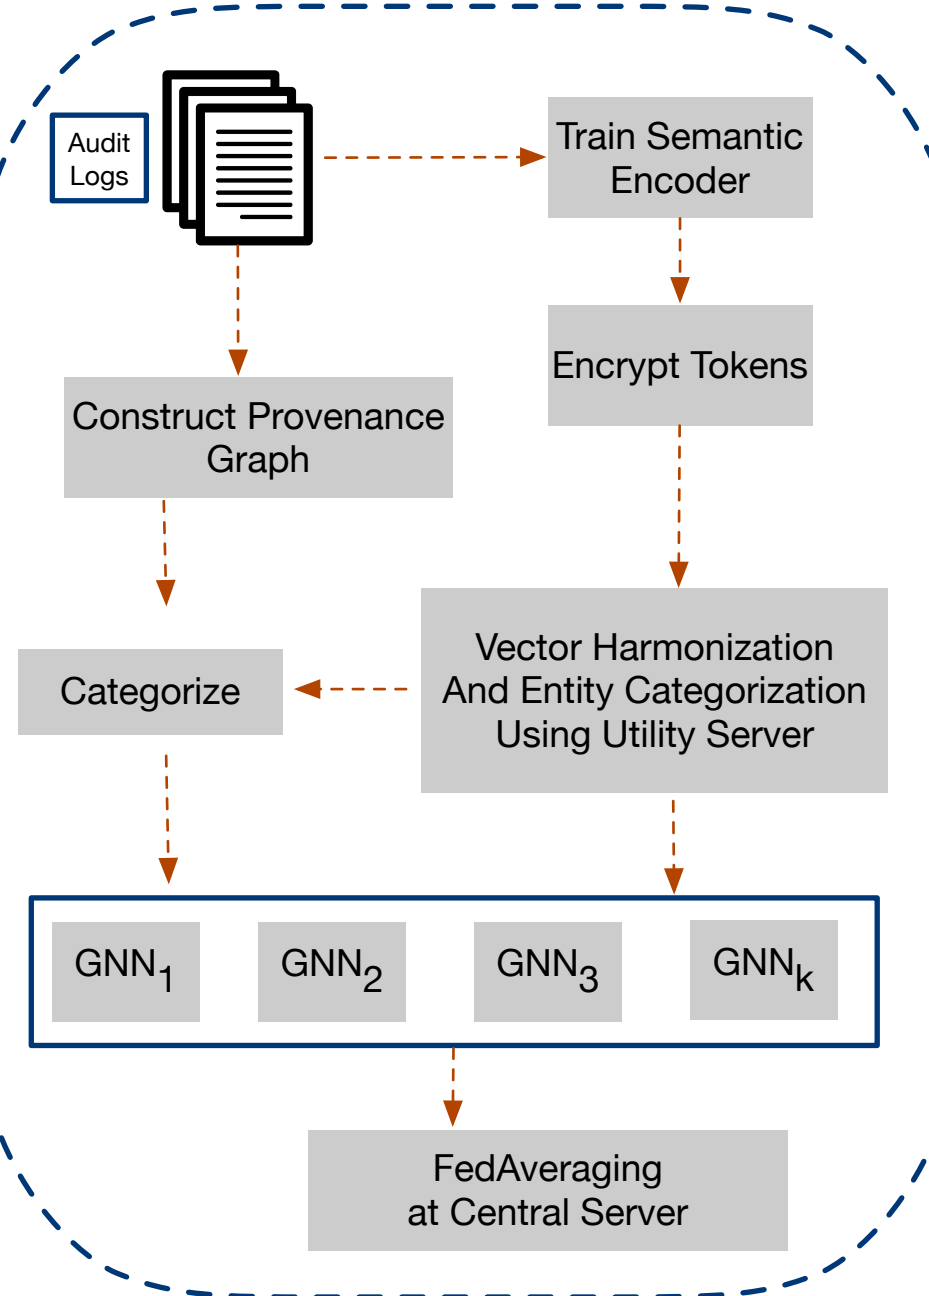 Audit
Logs
Train Semantic
Encoder
Encrypt Tokens
Construct Provenance
Graph
Vector Harmonization
And Entity Categorization
Using Utility Server
Categorize
GNN1
GNN2
GNN3
GNNk
FedAveraging
at Central Server